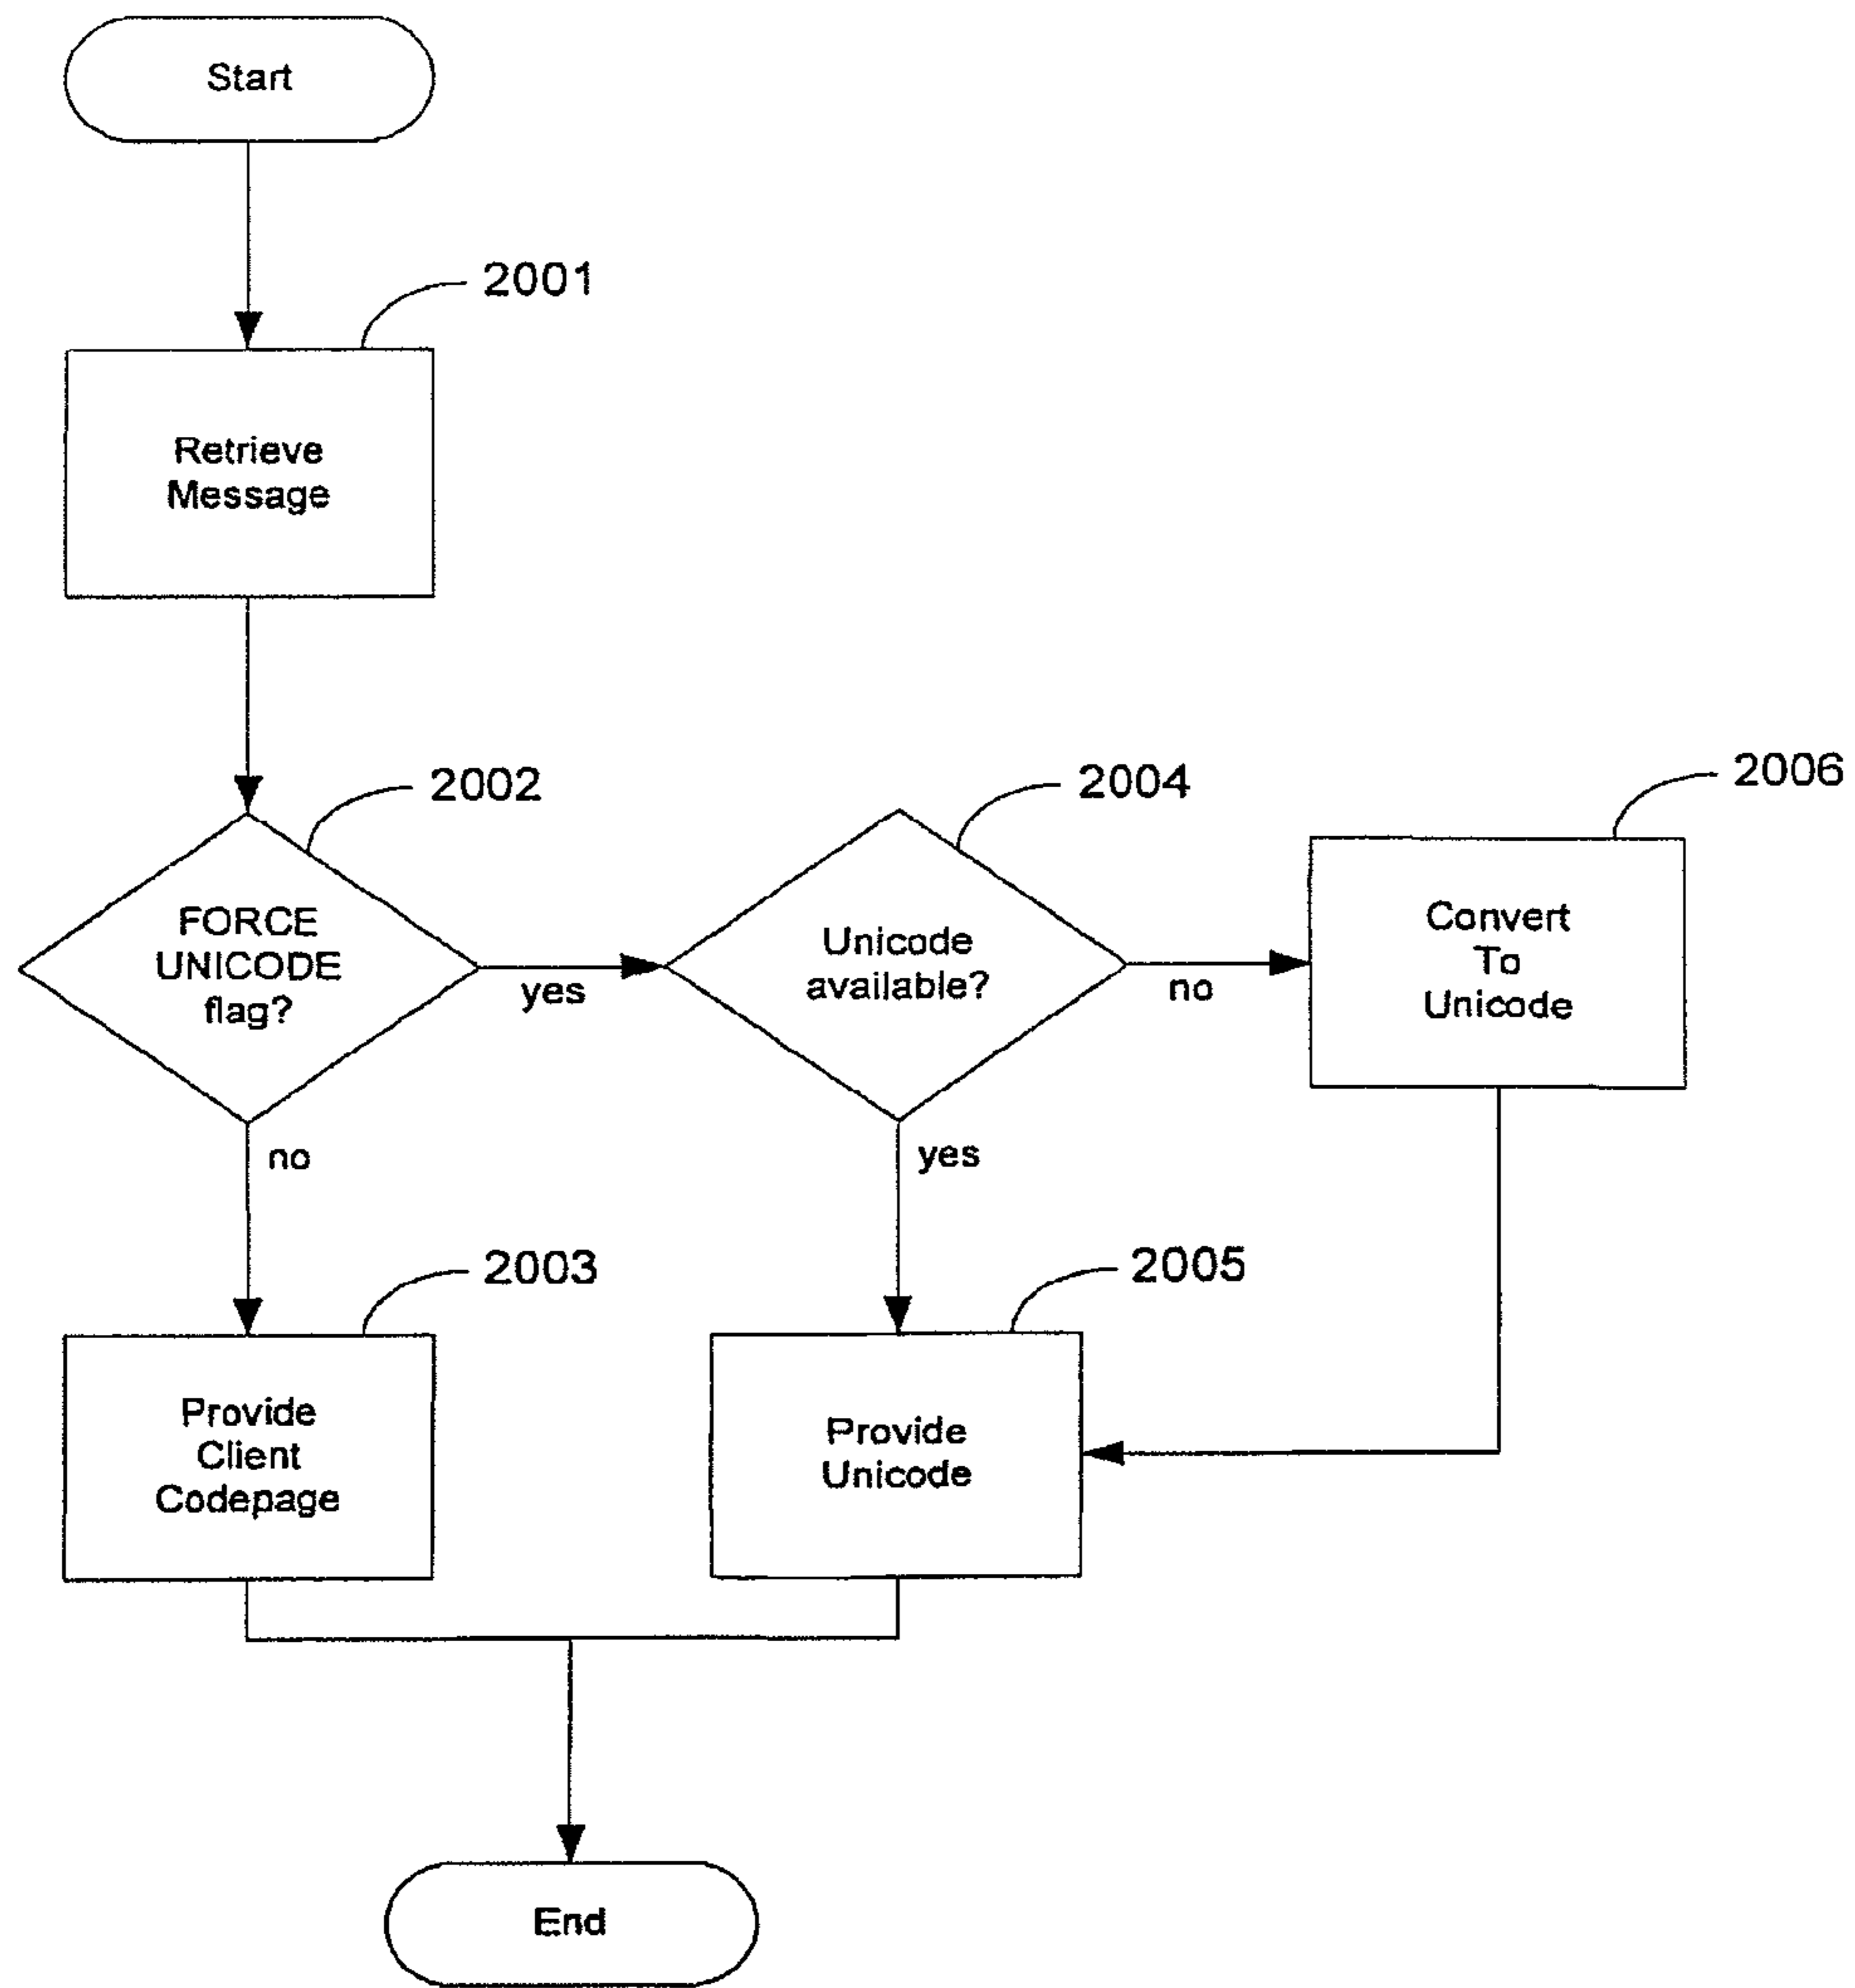 Start
2001
Retrieve
Message
2002
FORCE
UNICODE
flag?
yes
no
2004
Unicode
available?
no
yes
2006
Convert
To
Unicode
2003
Provide
Client
Codepage
2005
Provide
Unicode
End